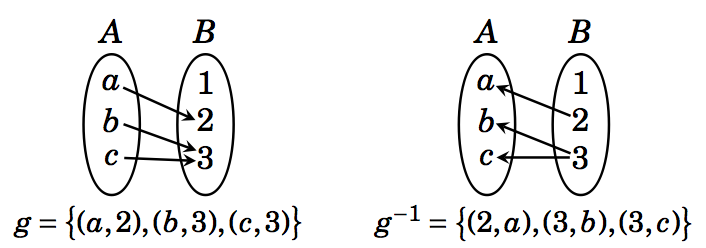 A B A B
a 1 a 1
b 2 b 2
c 3 c 3
g = {(a,2),(b,3),(c,3)} g⁻¹ = {(2,a),(3,b),(3,c)}